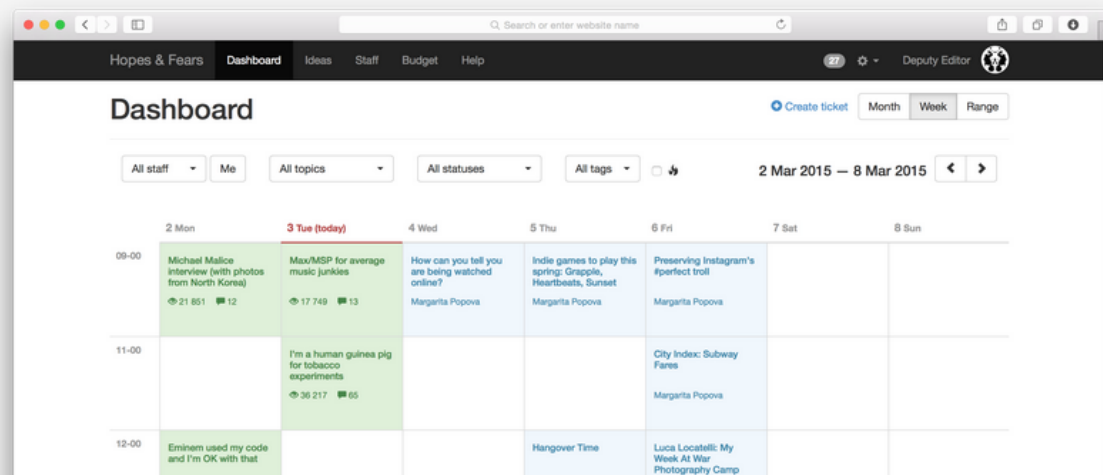 Search or enter website name
Hopes & Fears Dashboard Ideas Staff Budget Help 27 Deputy Editor
Dashboard Create ticket Month Week Range
All staff Me All topics All statuses All tags 2 Mar 2015 — 8 Mar 2015
2 Mon 3 Tue (today) 4 Wed 5 Thu 6 Fri 7 Sat 8 Sun
09-00
Michael Malice
interview (with photos
from North Korea)
21 851 12
Max/MSP for average
music junkies
17 749 13
How can you tell you
are being watched
online?
Margarita Popova
Indie games to play this
spring: Grapple,
Heartbeats, Sunset
Margarita Popova
Preserving Instagram's
#perfect troll
Margarita Popova
11-00
I'm a human guinea pig
for tobacco
experiments
36 217 65
City Index: Subway
Fares
Margarita Popova
12-00
Eminem used my code
and I'm OK with that
Hangover Time
Luca Locatelli: My
Week At War
Photography Camp